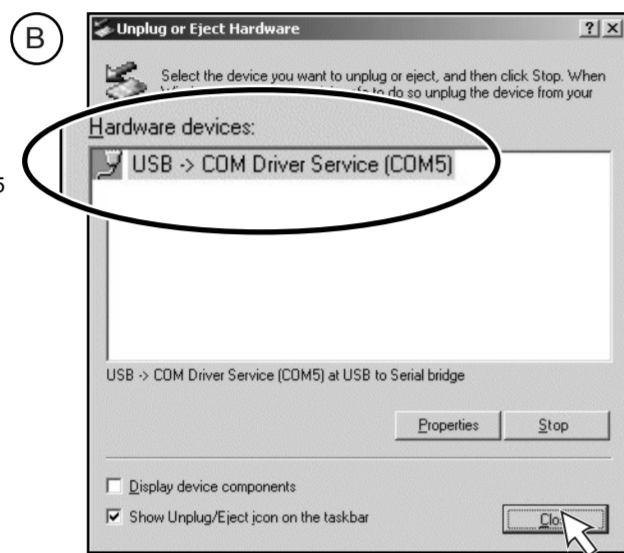 B
Unplug or Eject Hardware
Select the device you want to unplug or eject, and then click Stop. When
to do so unplug the device from your
Hardware devices:
USB -> COM Driver Service (COM5)
5
USB -> COM Driver Service (COM5) at USB to Serial bridge
Properties Stop
Display device components
Show Unplug/Eject icon on the taskbar